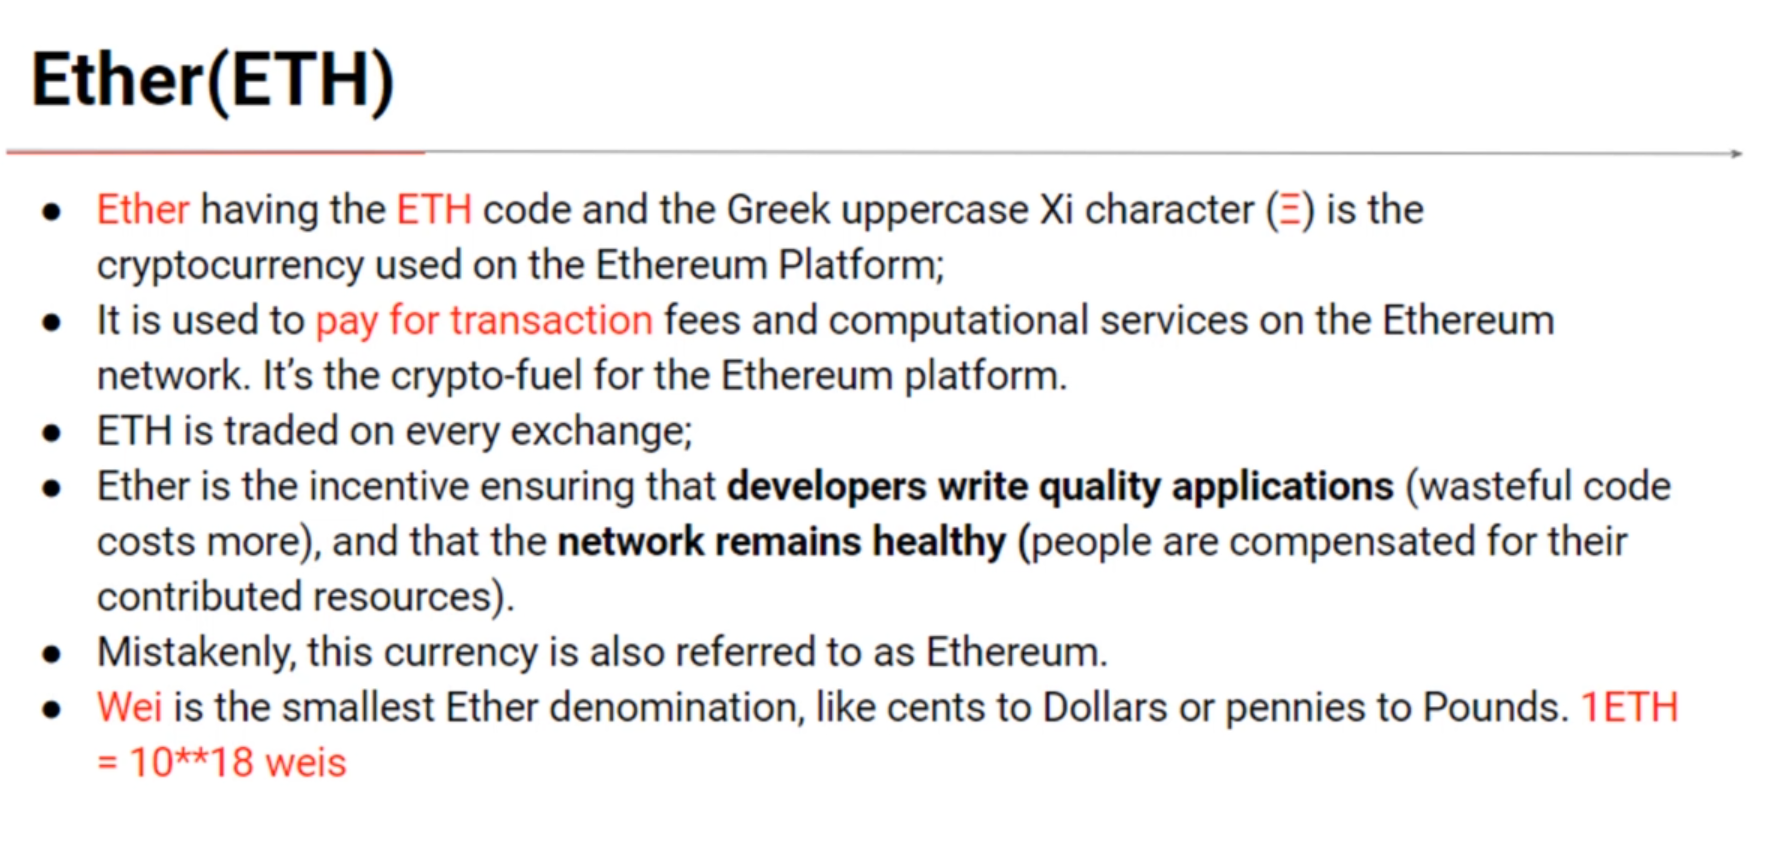 Ether(ETH)
● Ether having the ETH code and the Greek uppercase Xi character (Ξ) is the
cryptocurrency used on the Ethereum Platform;
● It is used to pay for transaction fees and computational services on the Ethereum
network. It’s the crypto-fuel for the Ethereum platform.
● ETH is traded on every exchange;
● Ether is the incentive ensuring that developers write quality applications (wasteful code
costs more), and that the network remains healthy (people are compensated for their
contributed resources).
● Mistakenly, this currency is also referred to as Ethereum.
● Wei is the smallest Ether denomination, like cents to Dollars or pennies to Pounds. 1ETH
= 10**18 weis